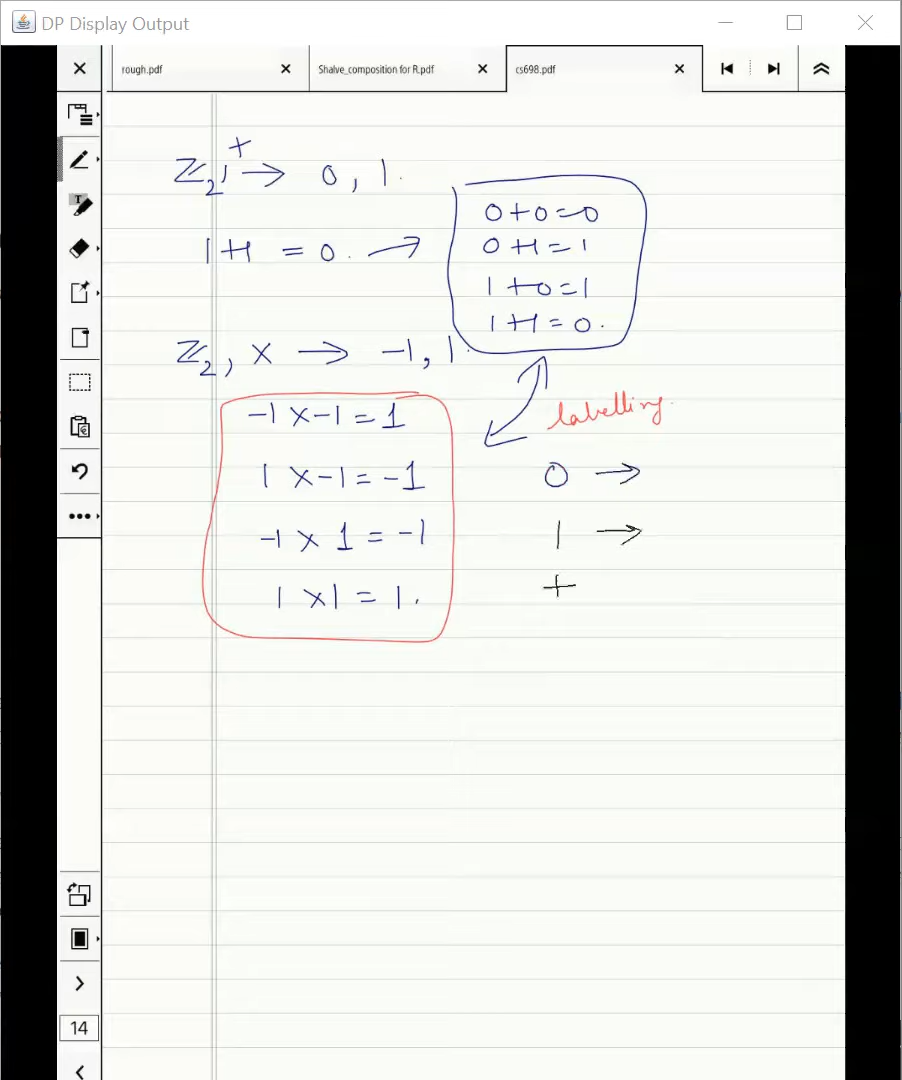 DP Display Output
rough.pdf
Shalve_composition for R.pdf
cs698.pdf
ℤ₂, + → 0, 1.
1+1 = 0. →
0+0=0
0+1=1
1+0=1
1+1=0.
ℤ₂, × → -1, 1.
-1 × -1 = 1
1 × -1 = -1
-1 × 1 = -1
1 × 1 = 1.
labelling.
0 →
1 →
+
14